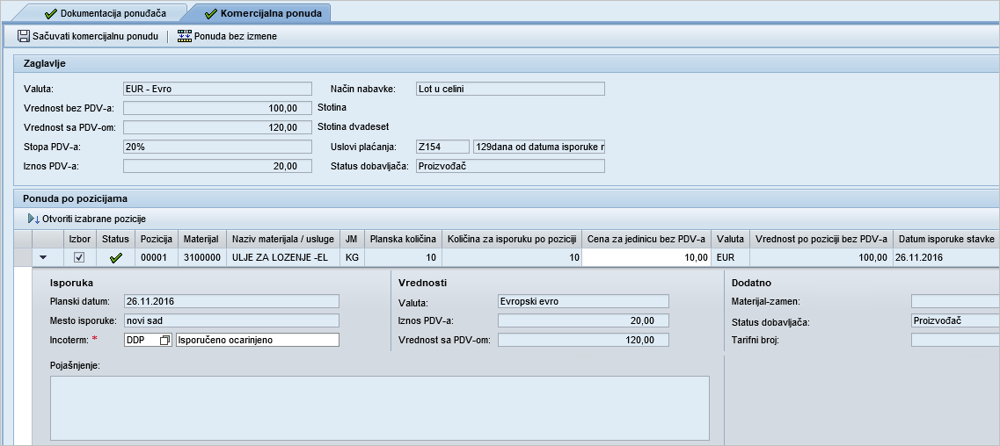 Dokumentacija ponuđača Komercijalna ponuda
Sačuvati komercijalnu ponudu Ponuda bez izmene
Zaglavlje
Valuta: EUR - Evro Način nabavke: Lot u celini
Vrednost bez PDV-a: 100,00 Stotina
Vrednost sa PDV-om: 120,00 Stotina dvadeset
Stopa PDV-a: 20% Uslovi plaćanja: Z154 129dana od datuma isporuke r
Iznos PDV-a: 20,00 Status dobavljača: Proizvođač
Ponuda po pozicijama
Otvoriti izabrane pozicije
Izbor Status Pozicija Materijal Naziv materijala / usluge JM Planska količina Količina za isporuku po poziciji Cena za jedinicu bez PDV-a Valuta Vrednost po poziciji bez PDV-a Datum isporuke stavke
00001 3100000 ULJE ZA LOZENJE -EL KG 10 10 10,00 EUR 100,00 26.11.2016
Isporuka Vrednosti Dodatno
Planski datum: 26.11.2016 Valuta: Evropski evro Materijal-zamen:
Mesto isporuke: novi sad Iznos PDV-a: 20,00 Status dobavljača: Proizvođač
Incoterm: * DDP Isporučeno ocarinjeno Vrednost sa PDV-om: 120,00 Tarifni broj:
Pojašnjenje: